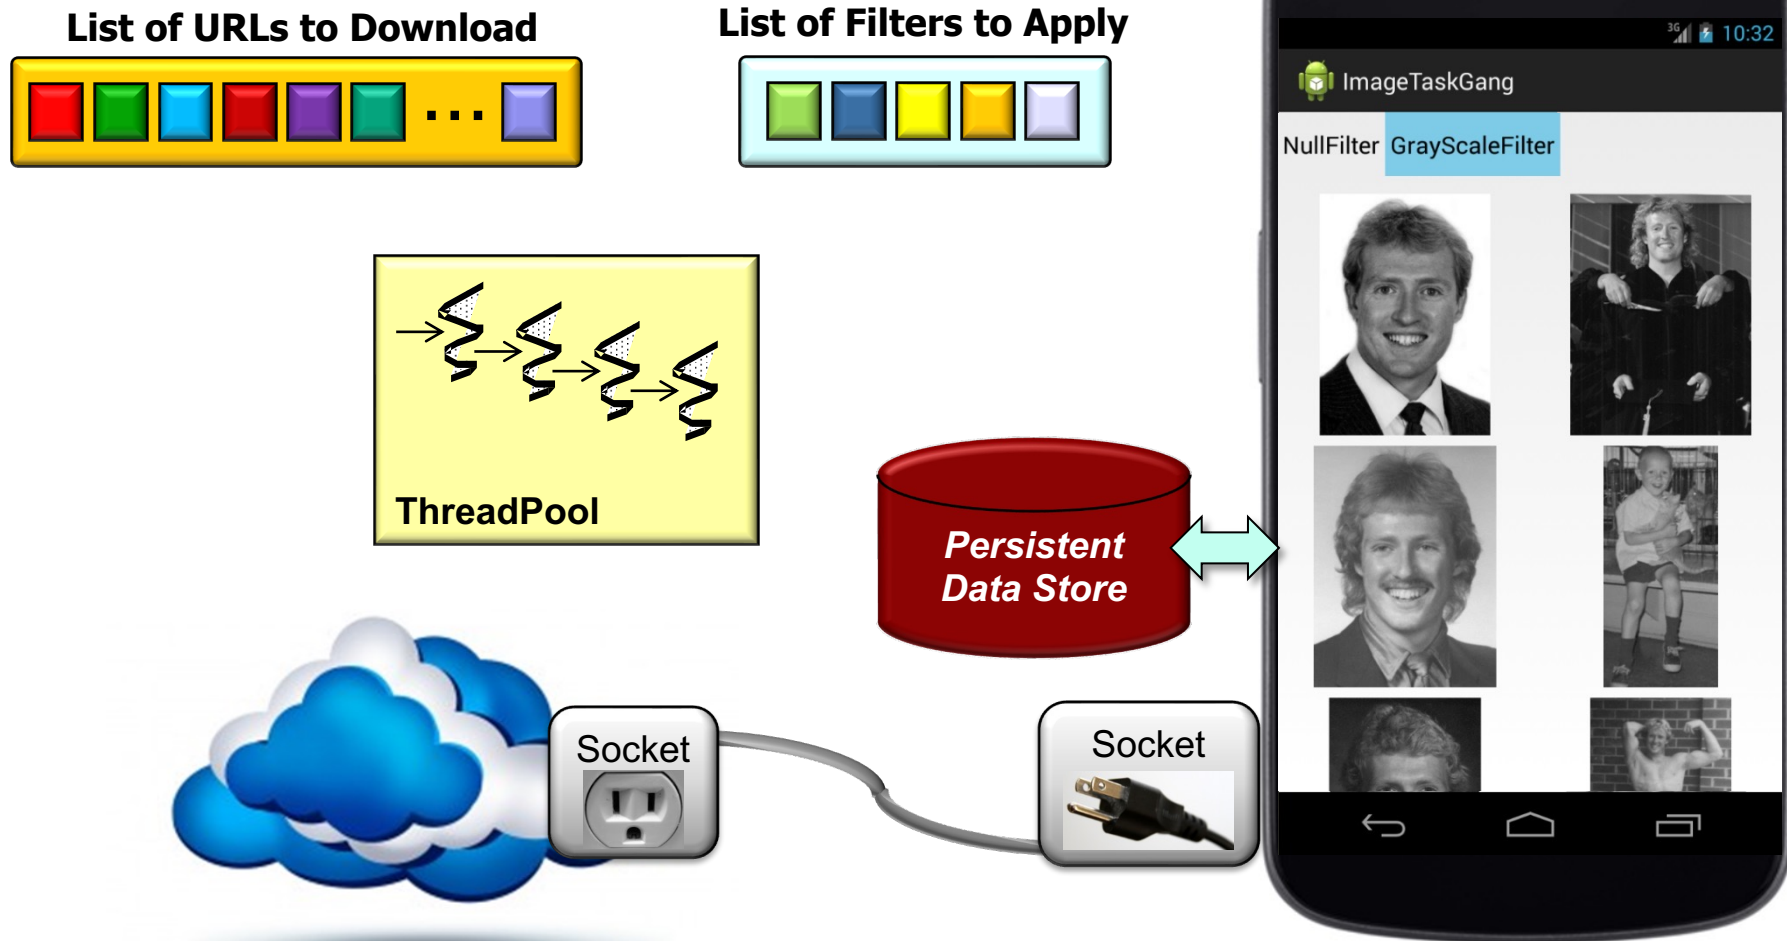 List of URLs to Download
List of Filters to Apply
...
3G 10:32
ImageTaskGang
NullFilter GrayScaleFilter
ThreadPool
Persistent
Data Store
Socket
Socket